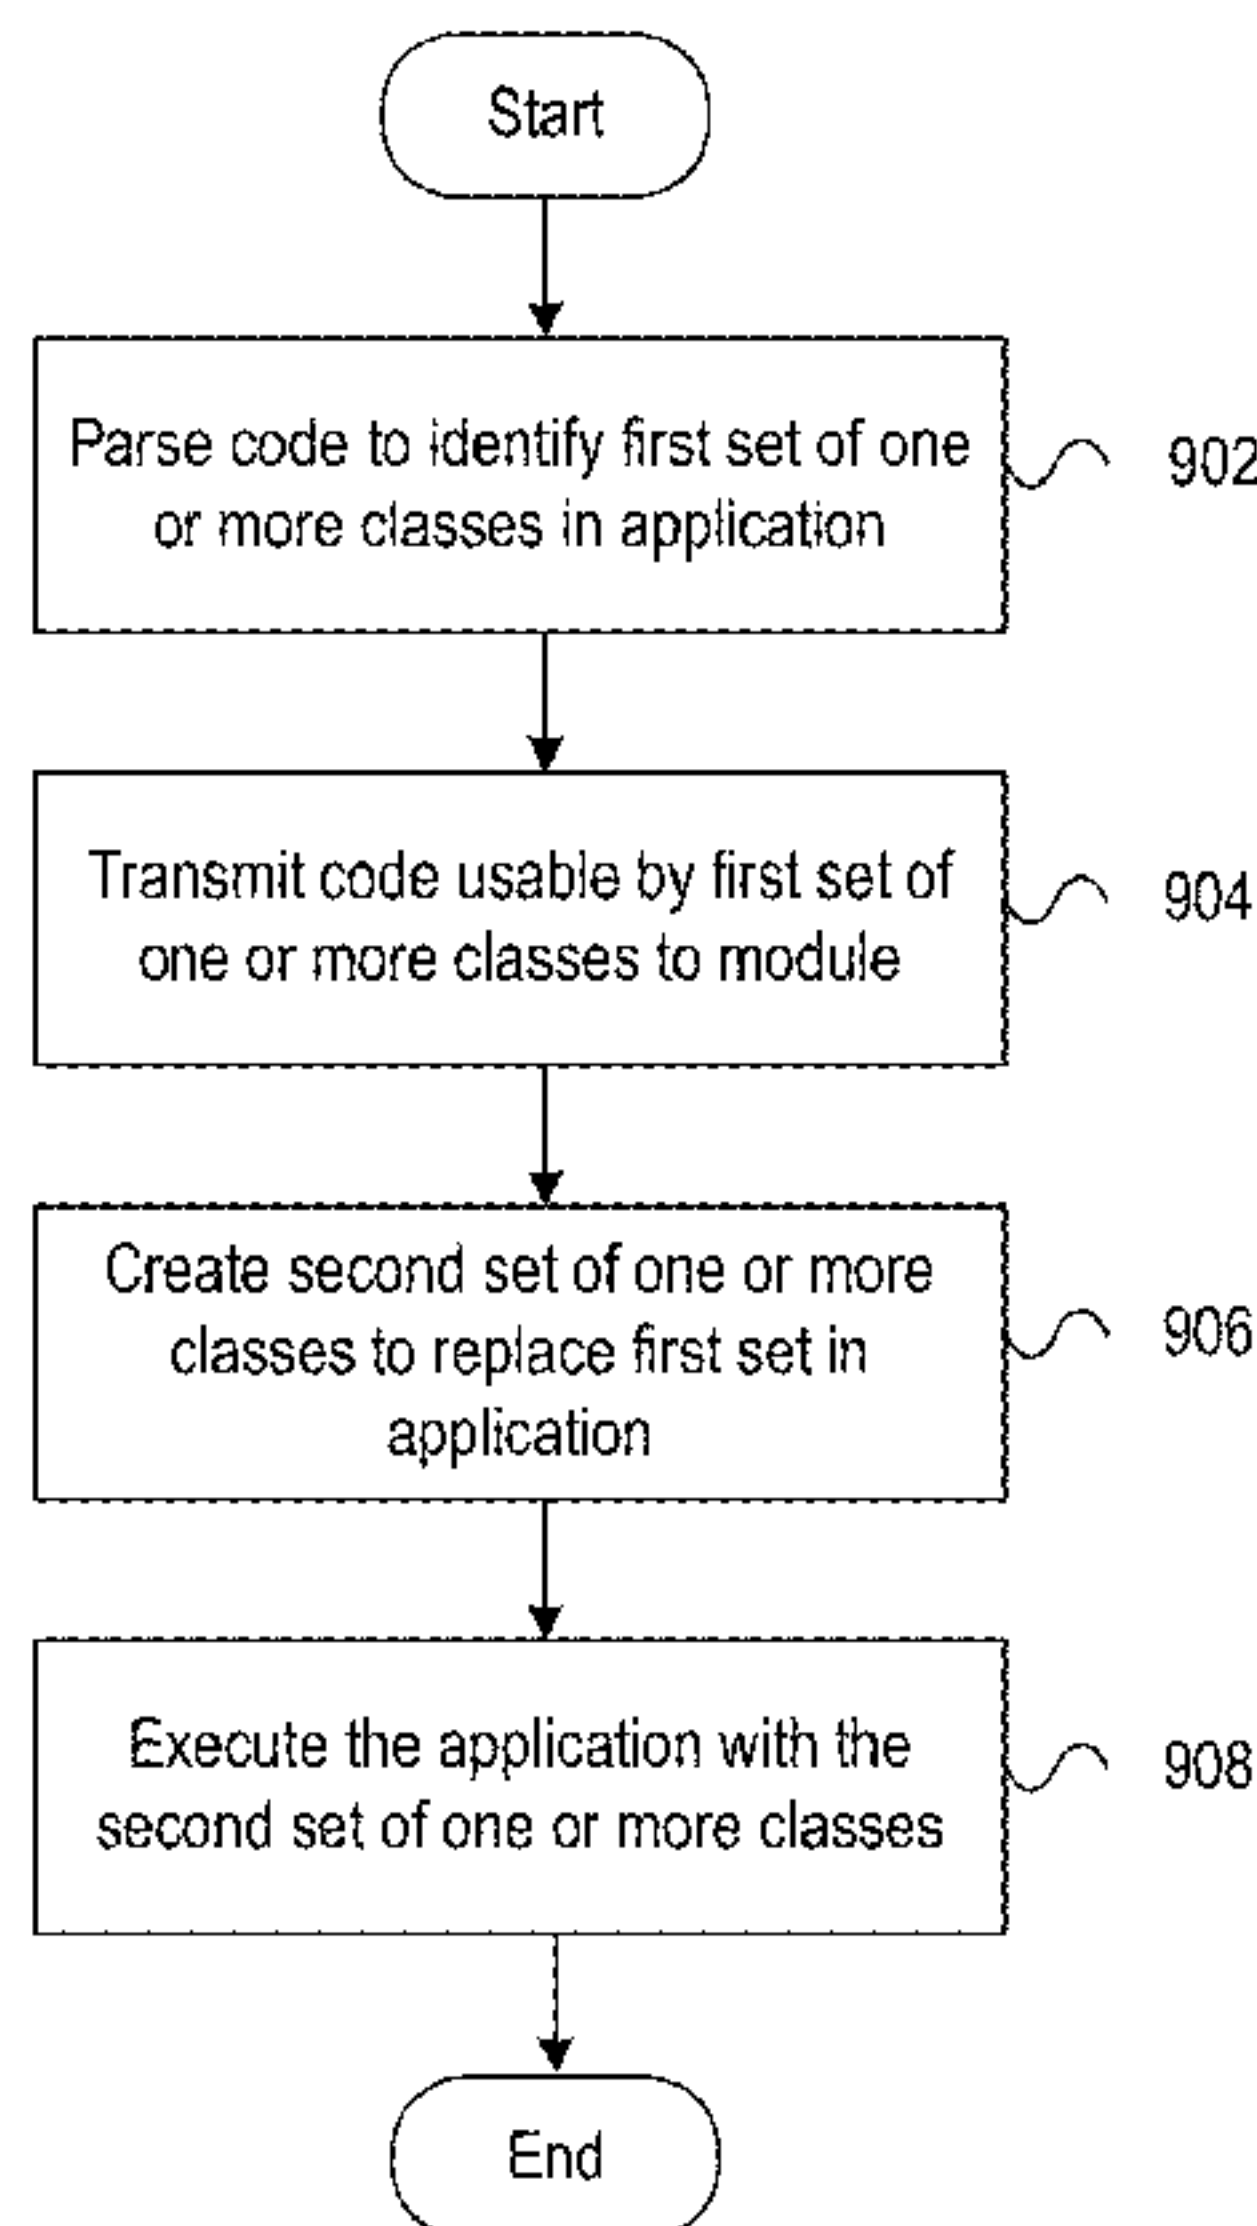 Start
Parse code to identify first set of one
or more classes in application
902
Transmit code usable by first set of
one or more classes to module
904
Create second set of one or more
classes to replace first set in
application
906
Execute the application with the
second set of one or more classes
908
End